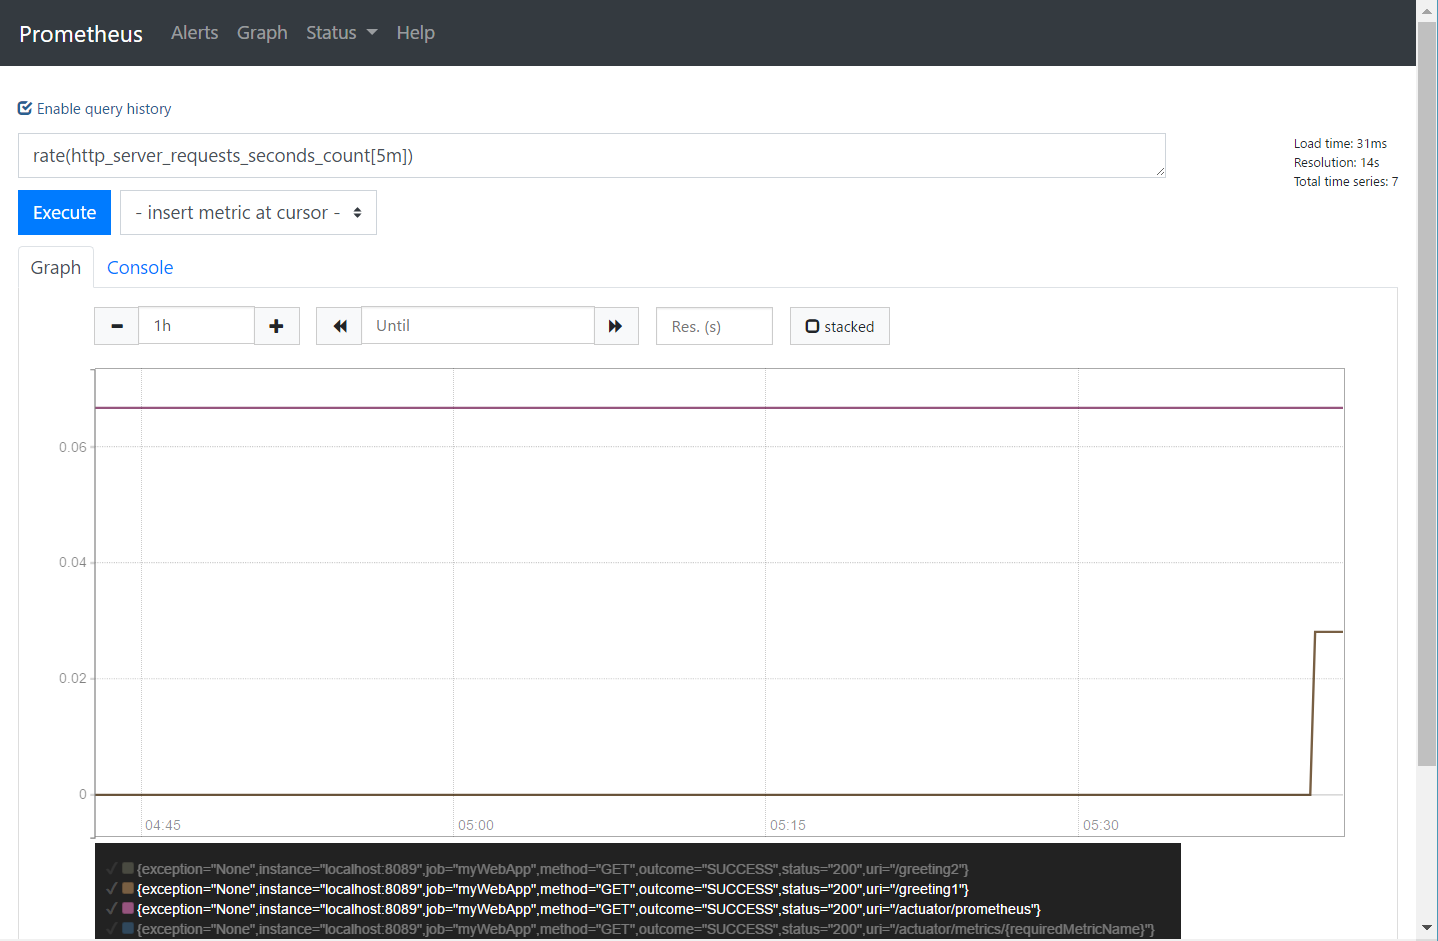 Prometheus Alerts Graph Status Help
Enable query history
rate(http_server_requests_seconds_count[5m])
Load time: 31ms
Resolution: 14s
Total time series: 7
Execute - insert metric at cursor -
Graph Console
1h Until Res. (s) stacked
0.06
0.04
0.02
0
04:45 05:00 05:15 05:30
{exception="None",instance="localhost:8089",job="myWebApp",method="GET",outcome="SUCCESS",status="200",uri="/greeting2"}
{exception="None",instance="localhost:8089",job="myWebApp",method="GET",outcome="SUCCESS",status="200",uri="/greeting1"}
{exception="None",instance="localhost:8089",job="myWebApp",method="GET",outcome="SUCCESS",status="200",uri="/actuator/prometheus"}
{exception="None",instance="localhost:8089",job="myWebApp",method="GET",outcome="SUCCESS",status="200",uri="/actuator/metrics/{requiredMetricName}"}